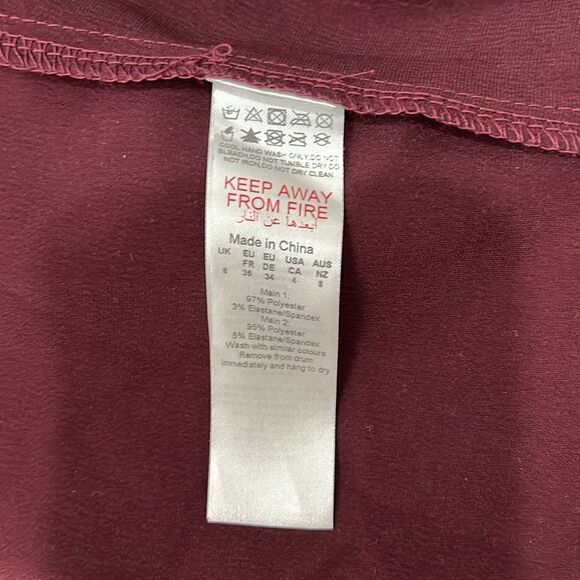 COOL HAND WASH ONLY.DO NOT
BLEACH.DO NOT TUMBLE DRY
NOT IRON.DO NOT DRY CLEAN
KEEP AWAY
FROM FIRE
أبعدها عن النار
Made in China
UK EU EU USA AUS
FR DE CA NZ
8 36 34 4 8
Main 1:
97% Polyester
3% Elastane/Spandex
Main 2:
95% Polyester
5% Elastane/Spandex
Wash with similar colours
Remove from drum
immediately and hang to dry